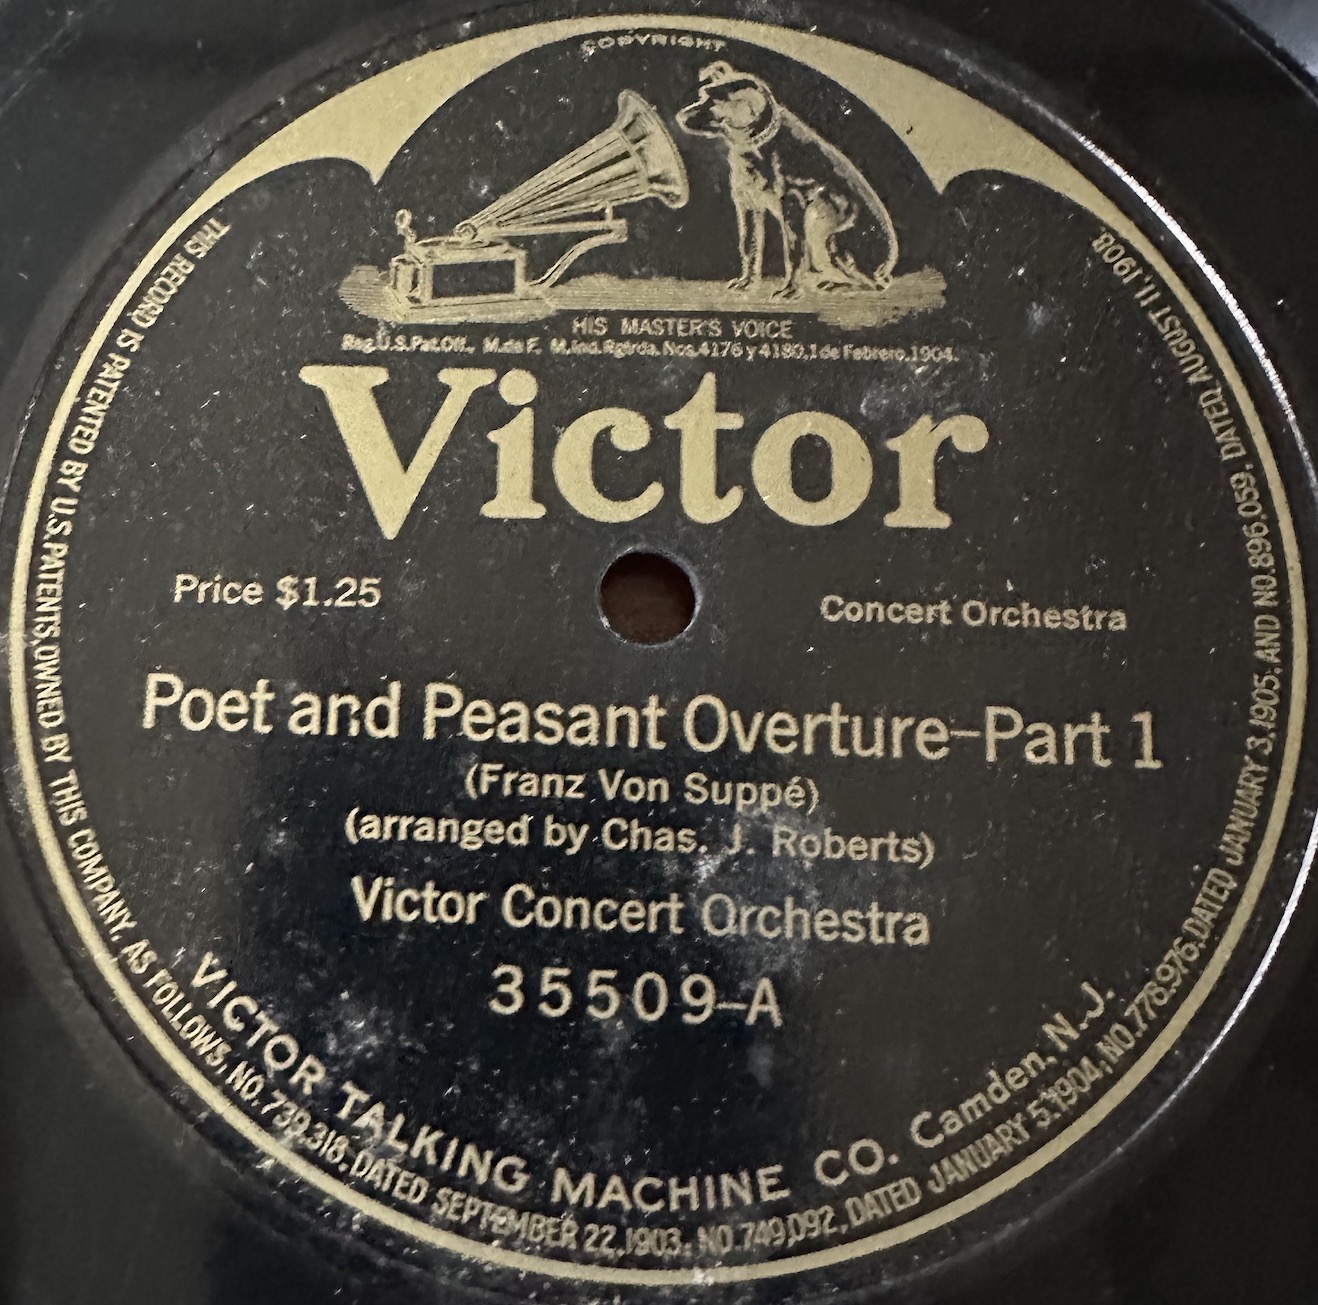 COPYRIGHT
HIS MASTER'S VOICE
Reg.U.S.Pat.Off., M.de F. M.Ind.Rgtrda. Nos.4176 y 4180,1 de Febrero,1904.
Victor
Price $1.25
Concert Orchestra
Poet and Peasant Overture–Part 1
(Franz Von Suppé)
(arranged by Chas. J. Roberts)
Victor Concert Orchestra
35509–A
VICTOR TALKING MACHINE CO. Camden, N.J.
THIS RECORD IS PATENTED BY U.S. PATENTS, OWNED BY THIS COMPANY, AS FOLLOWS, NO. 739,318, DATED SEPTEMBER 22,1903, NO. 749,092, DATED JANUARY 5,1904, NO. 778,976, DATED JANUARY 3,1905, AND NO. 896,059, DATED, AUGUST 11, 1908